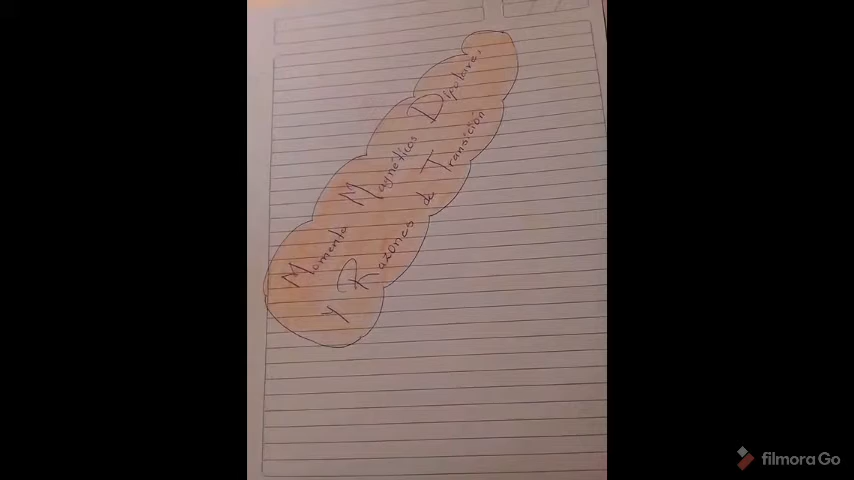 Momento Magnéticos Dipolares,
y Razones de Transición
filmora Go